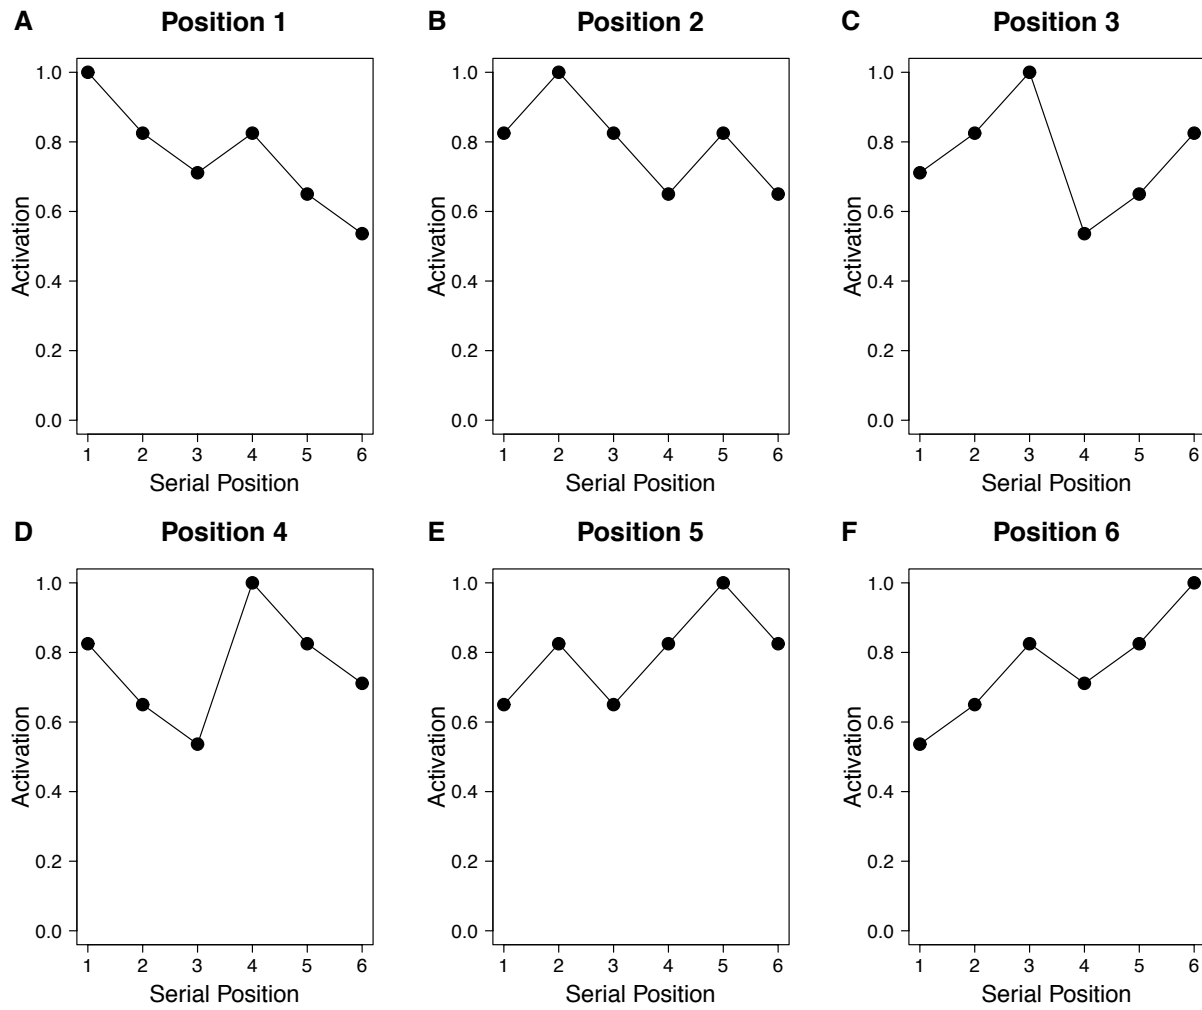 A Position 1
1.0
0.8
0.6
0.4
0.2
0.0
Activation
1 2 3 4 5 6
Serial Position
B Position 2
1.0
0.8
0.6
0.4
0.2
0.0
Activation
1 2 3 4 5 6
Serial Position
C Position 3
1.0
0.8
0.6
0.4
0.2
0.0
Activation
1 2 3 4 5 6
Serial Position
D Position 4
1.0
0.8
0.6
0.4
0.2
0.0
Activation
1 2 3 4 5 6
Serial Position
E Position 5
1.0
0.8
0.6
0.4
0.2
0.0
Activation
1 2 3 4 5 6
Serial Position
F Position 6
1.0
0.8
0.6
0.4
0.2
0.0
Activation
1 2 3 4 5 6
Serial Position